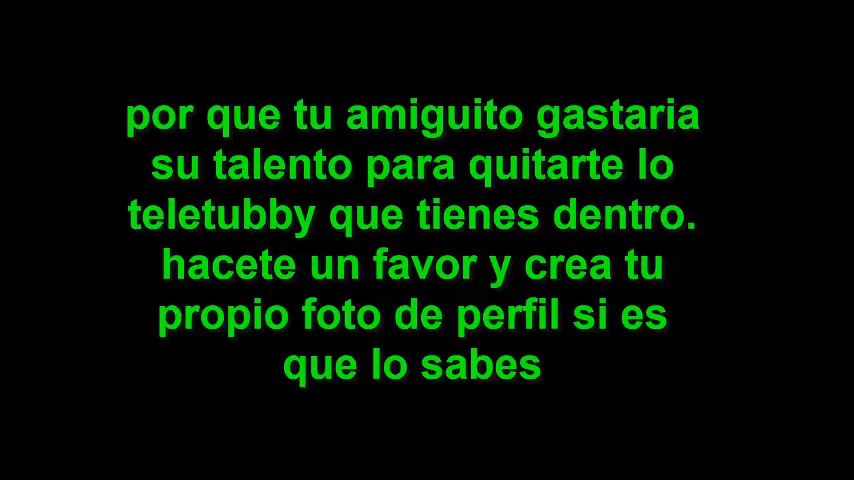 por que tu amiguito gastaria
su talento para quitarte lo
teletubby que tienes dentro.
hacete un favor y crea tu
propio foto de perfil si es
que lo sabes